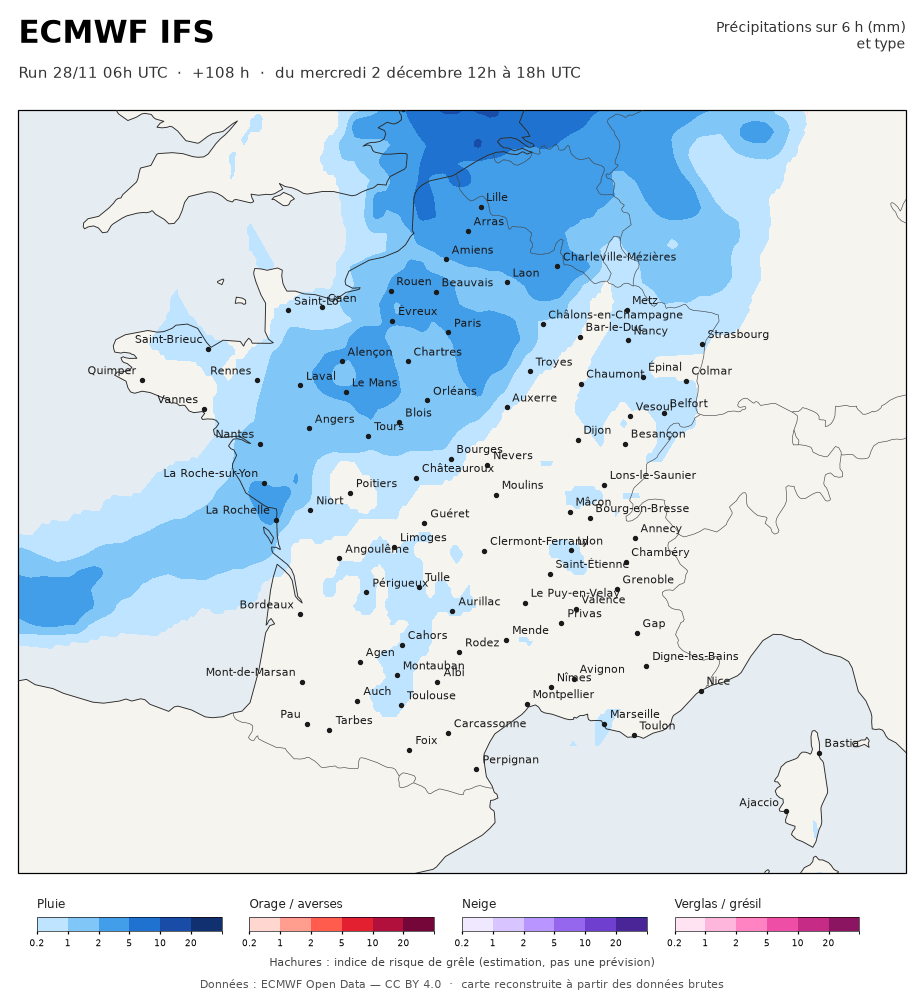 ECMWF IFS
Précipitations sur 6 h (mm)
et type
Run 28/11 06h UTC · +108 h · du mercredi 2 décembre 12h à 18h UTC
Lille
Arras
Amiens
Charleville-Mézières
Laon
Rouen
Beauvais
Saint-Lô
Caen
Metz
Évreux
Châlons-en-Champagne
Paris
Bar-le-Duc
Nancy
Strasbourg
Saint-Brieuc
Alençon
Chartres
Troyes
Quimper
Rennes
Laval
Le Mans
Chaumont
Épinal
Colmar
Vannes
Orléans
Auxerre
Vesoul
Belfort
Angers
Blois
Nantes
Tours
Dijon
Besançon
Bourges
Nevers
La Roche-sur-Yon
Châteauroux
Poitiers
Moulins
Lons-le-Saunier
Niort
La Rochelle
Mâcon
Bourg-en-Bresse
Guéret
Annecy
Limoges
Clermont-Ferrand
Lyon
Angoulême
Chambéry
Saint-Étienne
Périgueux
Tulle
Grenoble
Le Puy-en-Velay
Valence
Bordeaux
Aurillac
Privas
Cahors
Mende
Gap
Agen
Rodez
Digne-les-Bains
Mont-de-Marsan
Montauban
Albi
Avignon
Nîmes
Nice
Auch
Toulouse
Montpellier
Pau
Tarbes
Carcassonne
Marseille
Toulon
Foix
Perpignan
Bastia
Ajaccio
Pluie
0.2 1 2 5 10 20
Orage / averses
0.2 1 2 5 10 20
Neige
0.2 1 2 5 10 20
Verglas / grésil
0.2 1 2 5 10 20
Hachures : indice de risque de grêle (estimation, pas une prévision)
Données : ECMWF Open Data — CC BY 4.0 · carte reconstruite à partir des données brutes